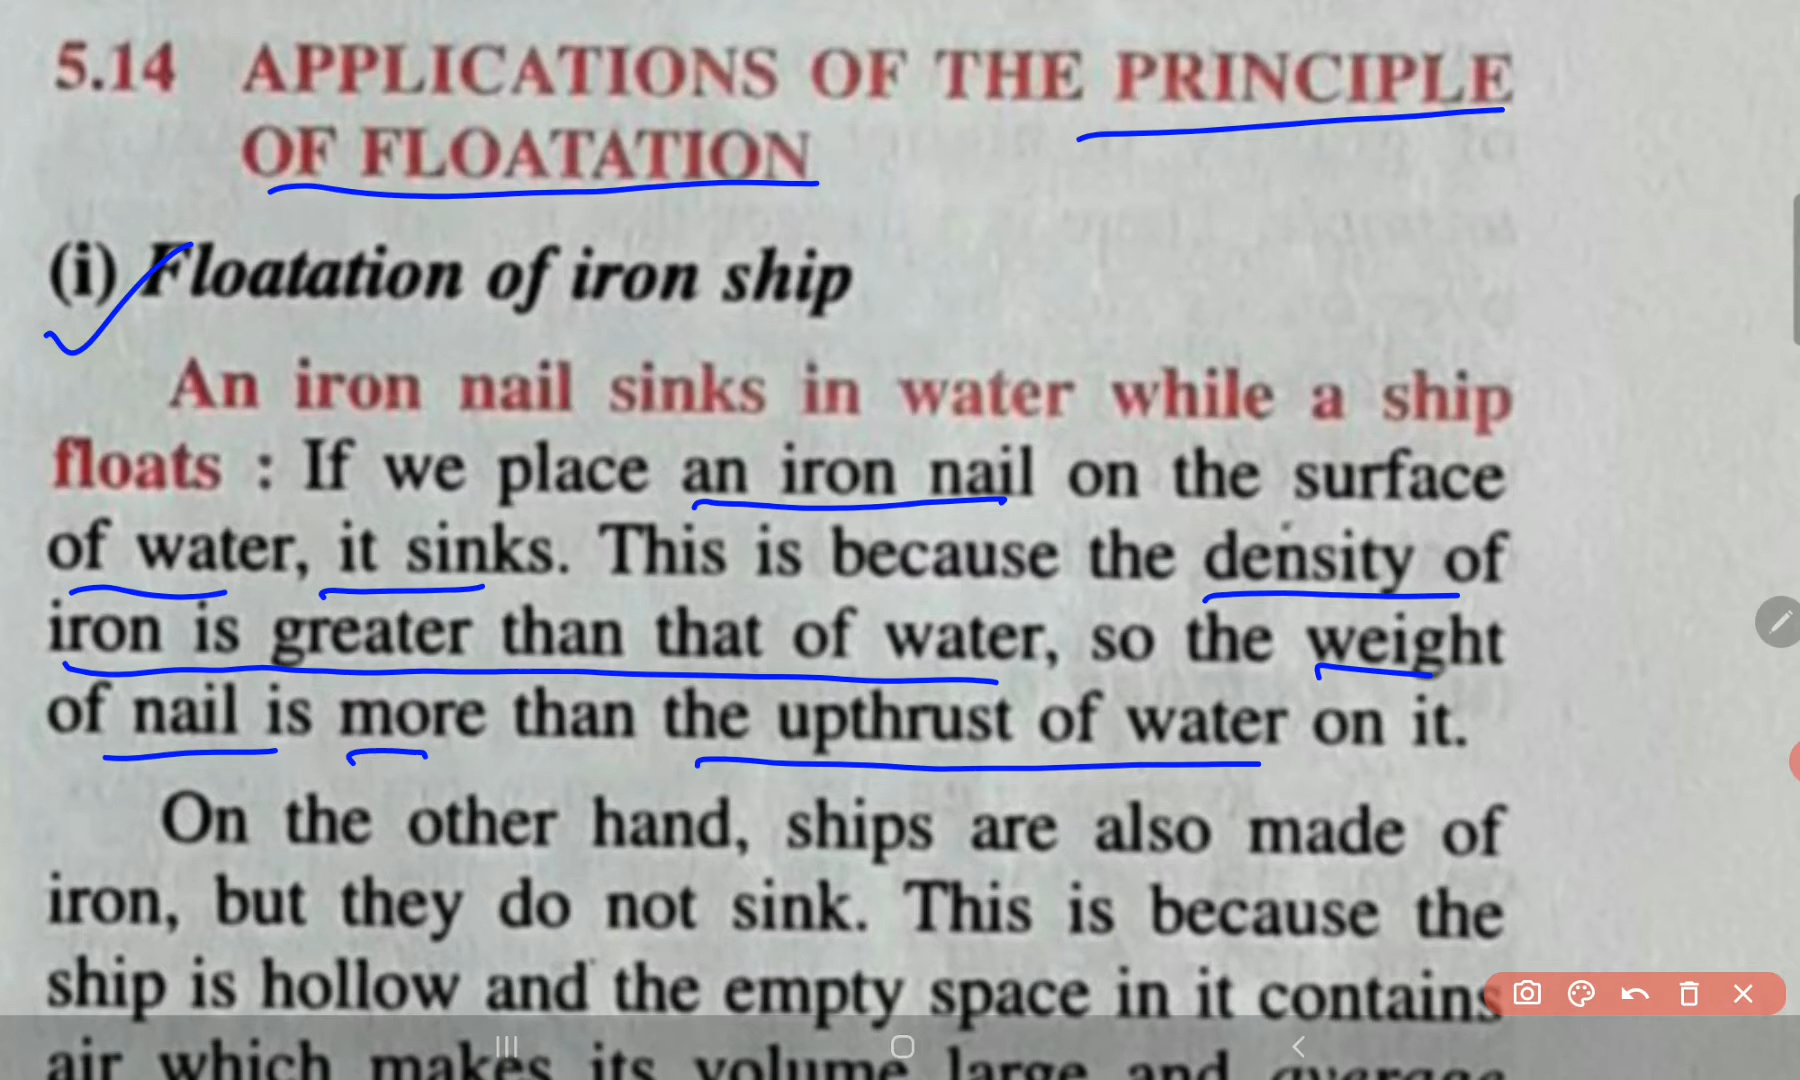 5.14 APPLICATIONS OF THE PRINCIPLE
OF FLOATATION
(i) Floatation of iron ship
An iron nail sinks in water while a ship
floats : If we place an iron nail on the surface
of water, it sinks. This is because the density of
iron is greater than that of water, so the weight
of nail is more than the upthrust of water on it.
On the other hand, ships are also made of
iron, but they do not sink. This is because the
ship is hollow and the empty space in it contains
air which makes its volume large and average